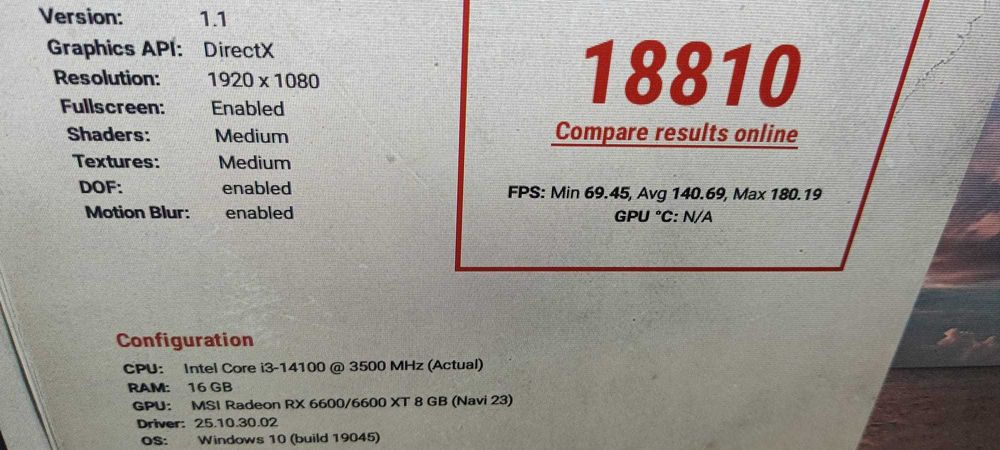 Version: 1.1
Graphics API: DirectX
Resolution: 1920 x 1080
Fullscreen: Enabled
Shaders: Medium
Textures: Medium
DOF: enabled
Motion Blur: enabled
18810
Compare results online
FPS: Min 69.45, Avg 140.69, Max 180.19
GPU °C: N/A
Configuration
CPU: Intel Core i3-14100 @ 3500 MHz (Actual)
RAM: 16 GB
GPU: MSI Radeon RX 6600/6600 XT 8 GB (Navi 23)
Driver: 25.10.30.02
OS: Windows 10 (build 19045)